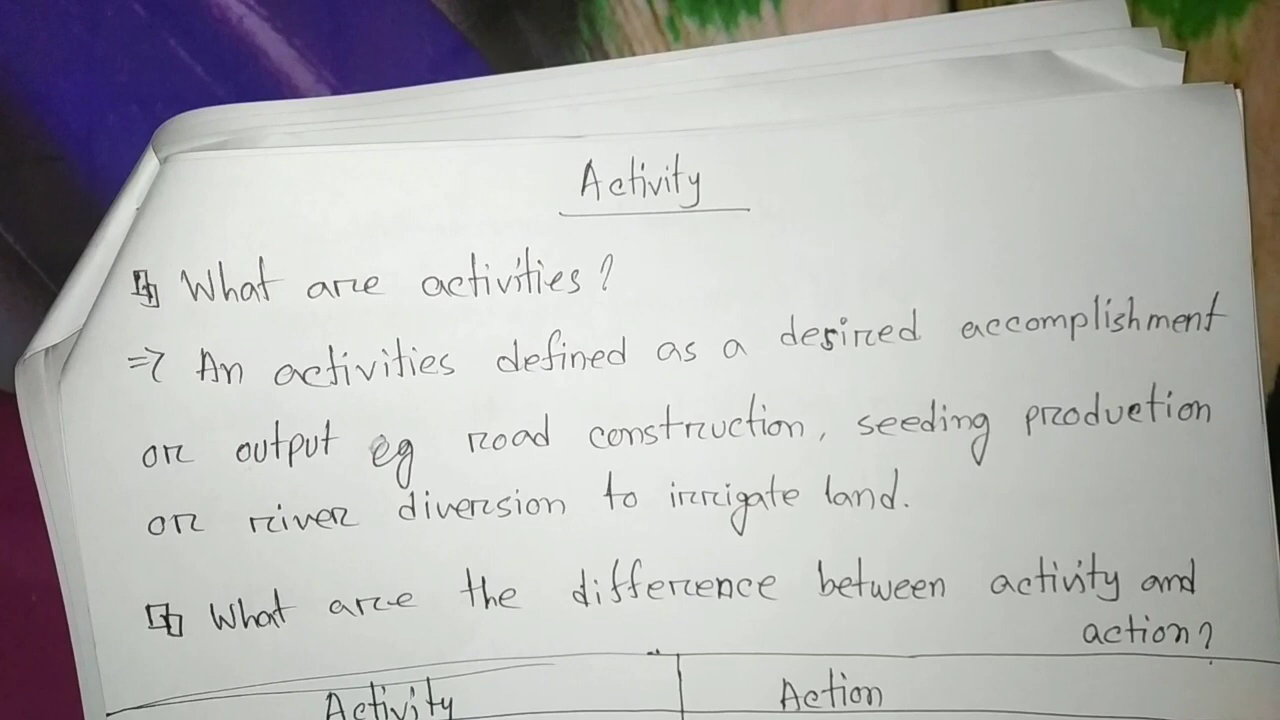 Activity
What are activities?
⇒ An activities defined as a desired accomplishment
or output eg road construction, seeding production
or river diversion to irrigate land.
What are the difference between activity and
action?
Activity Action